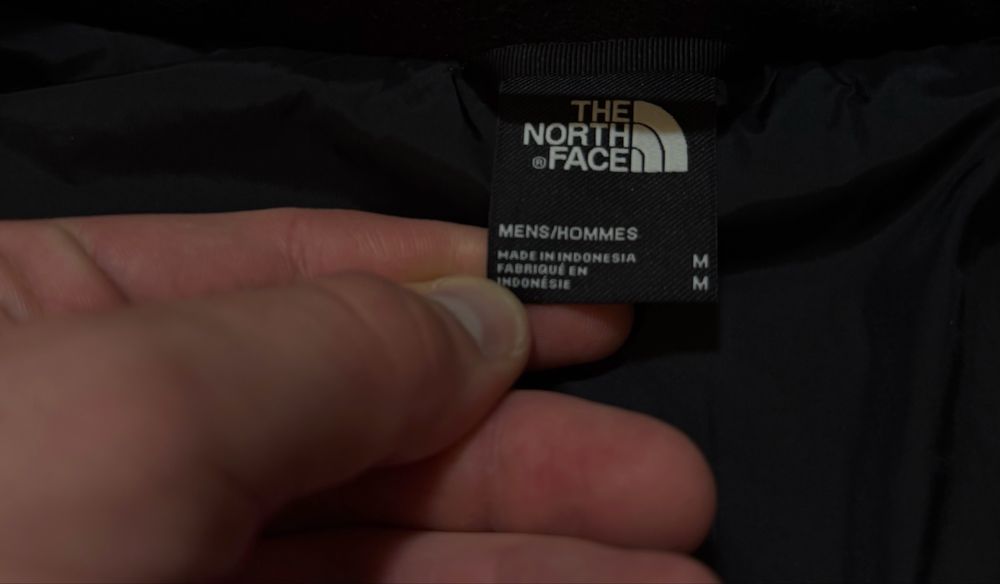 THE
NORTH
® FACE
MENS/HOMMES
MADE IN INDONESIA M
FABRIQUÉ EN
INDONÉSIE M